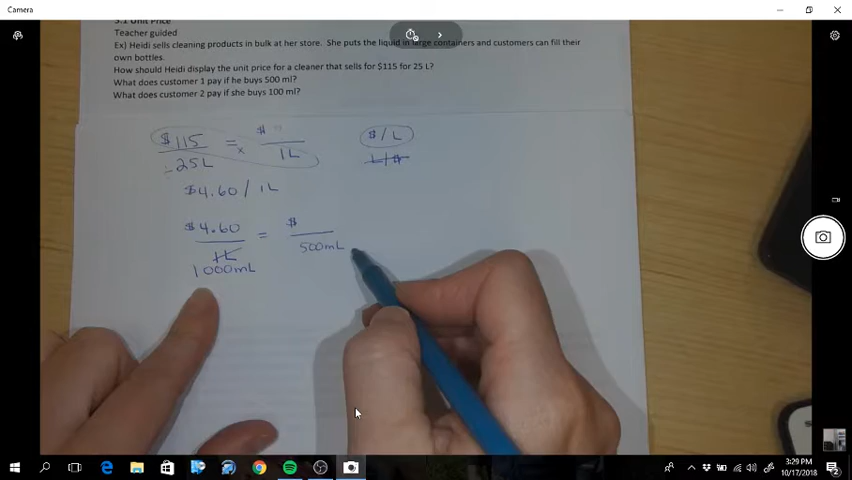 Camera
5.1 Unit Price
Teacher guided
Ex) Heidi sells cleaning products in bulk at her store. She puts the liquid in large containers and customers can fill their
own bottles.
How should Heidi display the unit price for a cleaner that sells for $115 for 25 L?
What does customer 1 pay if he buys 500 ml?
What does customer 2 pay if she buys 100 ml?
$115 = $ $/L
÷25L x 1L L/$
$4.60/1L
$4.60 = $
1L 500mL
1000mL
3:29 PM
10/17/2018
2